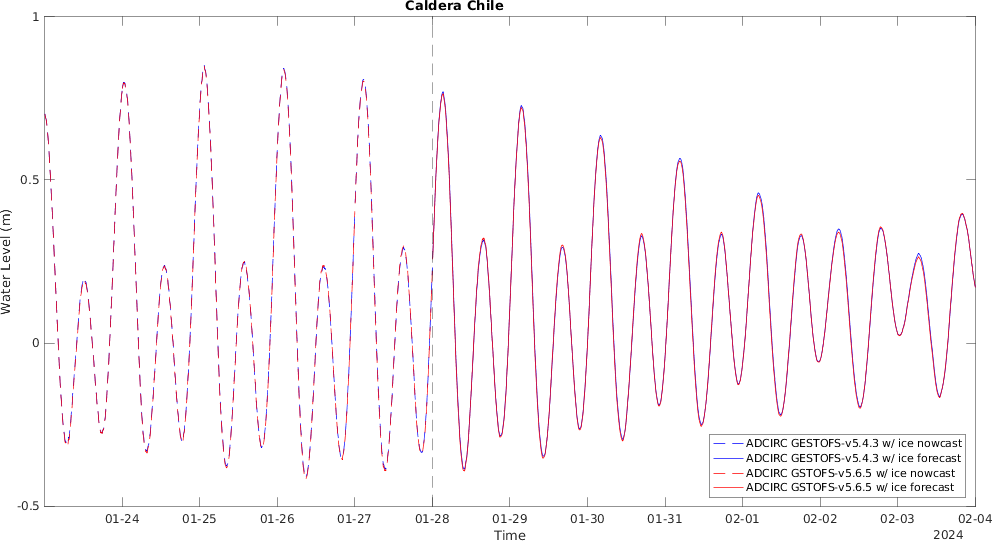 Caldera Chile
1
0.5
0
-0.5
Water Level (m)
01-24
01-25
01-26
01-27
01-28
01-29
01-30
01-31
02-01
02-02
02-03
02-04
Time
2024
ADCIRC GESTOFS-v5.4.3 w/ ice nowcast
ADCIRC GESTOFS-v5.4.3 w/ ice forecast
ADCIRC GSTOFS-v5.6.5 w/ ice nowcast
ADCIRC GSTOFS-v5.6.5 w/ ice forecast